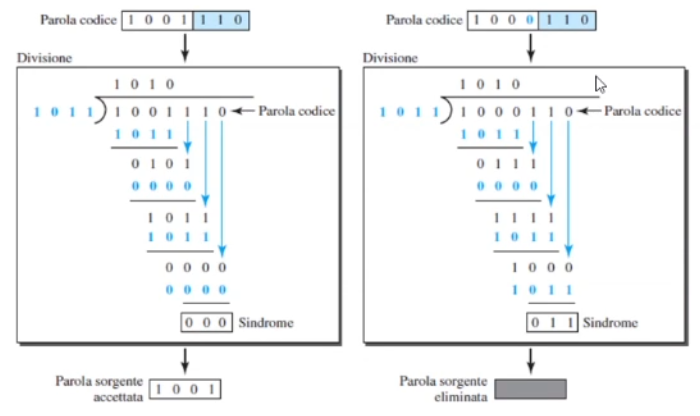 Parola codice 1 0 0 1 1 1 0
Divisione
1 0 1 0
1 0 1 1 1 0 0 1 1 1 0 Parola codice
1 0 1 1
0 1 0 1
0 0 0 0
1 0 1 1
1 0 1 1
0 0 0 0
0 0 0 0
0 0 0 Sindrome
Parola sorgente
accettata 1 0 0 1
Parola codice 1 0 0 0 1 1 0
Divisione
1 0 1 0
1 0 1 1 1 0 0 0 1 1 0 Parola codice
1 0 1 1
0 1 1 1
0 0 0 0
1 1 1 1
1 0 1 1
1 0 0 0
1 0 1 1
0 1 1 Sindrome
Parola sorgente
eliminata